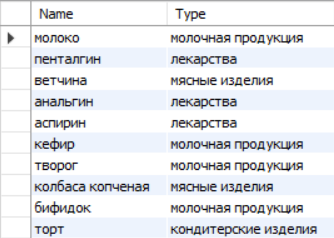 Name Type
молоко молочная продукция
пенталгин лекарства
ветчина мясные изделия
анальгин лекарства
аспирин лекарства
кефир молочная продукция
творог молочная продукция
колбаса копченая мясные изделия
бифидок молочная продукция
торт кондитерские изделия